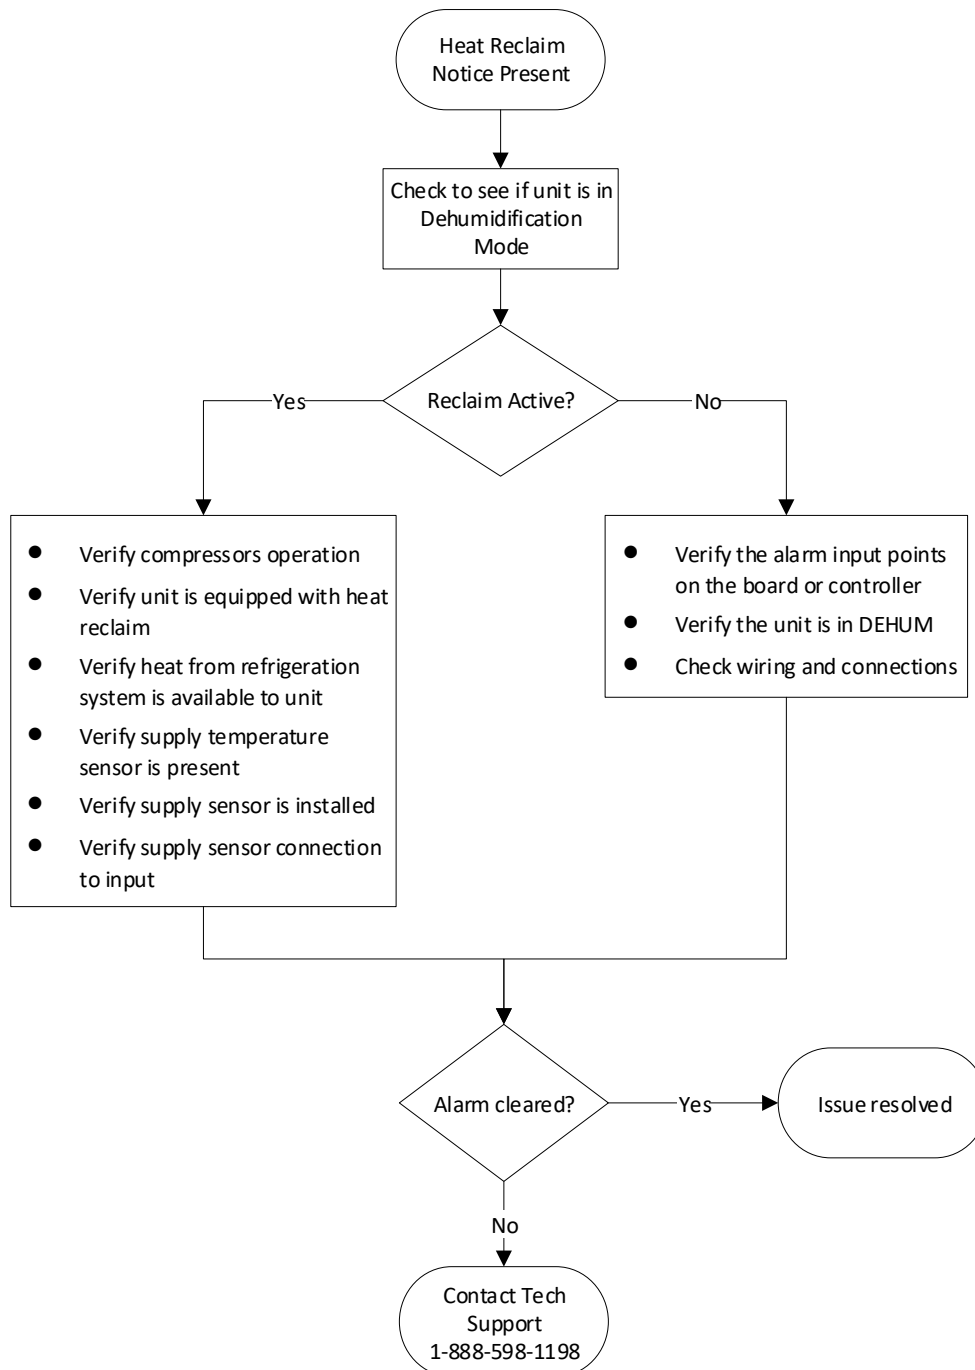 Heat Reclaim
Notice Present
Check to see if unit is in
Dehumidification
Mode
Reclaim Active?
Yes
No
● Verify compressors operation
● Verify unit is equipped with heat
reclaim
● Verify heat from refrigeration
system is available to unit
● Verify supply temperature
sensor is present
● Verify supply sensor is installed
● Verify supply sensor connection
to input
● Verify the alarm input points
on the board or controller
● Verify the unit is in DEHUM
● Check wiring and connections
Alarm cleared?
Yes
Issue resolved
No
Contact Tech
Support
1-888-598-1198